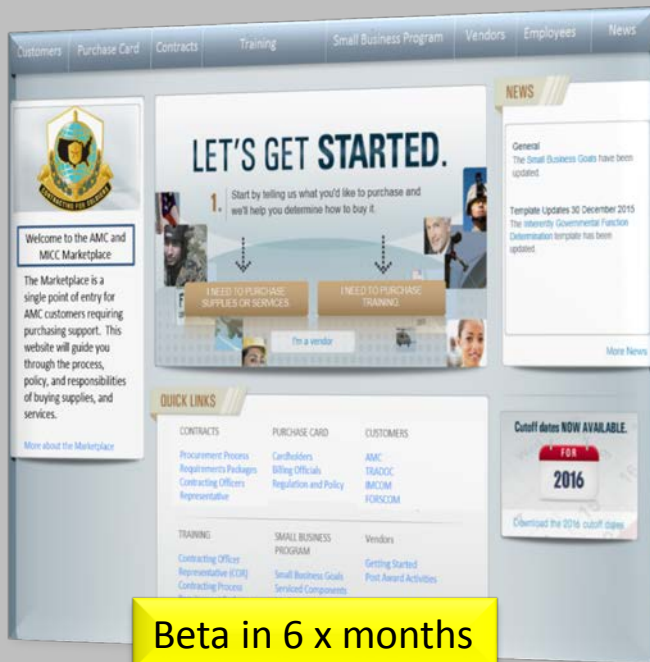 Customers
Purchase Card
Contracts
Training
Small Business Program
Vendors
Employees
News
CONTRACTING FOR SOLDIERS
Welcome to the AMC and
MICC Marketplace
The Marketplace is a
single point of entry for
AMC customers requiring
purchasing support. This
website will guide you
through the process,
policy, and responsibilities
of buying supplies, and
services.
More about the Marketplace
LET'S GET STARTED.
1. Start by telling us what you'd like to purchase and
we'll help you determine how to buy it.
I NEED TO PURCHASE
SUPPLIES OR SERVICES.
I NEED TO PURCHASE
TRAINING.
I'm a vendor
NEWS
General
The Small Business Goals have been
updated.
Template Updates 30 December 2015
The Inherently Governmental Function
Determination template has been
updated.
More News
QUICK LINKS
CONTRACTS
Procurement Process
Requirements Packages
Contracting Officers
Representative
PURCHASE CARD
Cardholders
Billing Officials
Regulation and Policy
CUSTOMERS
AMC
TRADOC
IMCOM
FORSCOM
TRAINING
Contracting Officer
Representative (COR)
Contracting Process
SMALL BUSINESS
PROGRAM
Small Business Goals
Serviced Components
Vendors
Getting Started
Post Award Activities
Cutoff dates NOW AVAILABLE.
FOR
2016
Download the 2016 cutoff dates
Beta in 6 x months